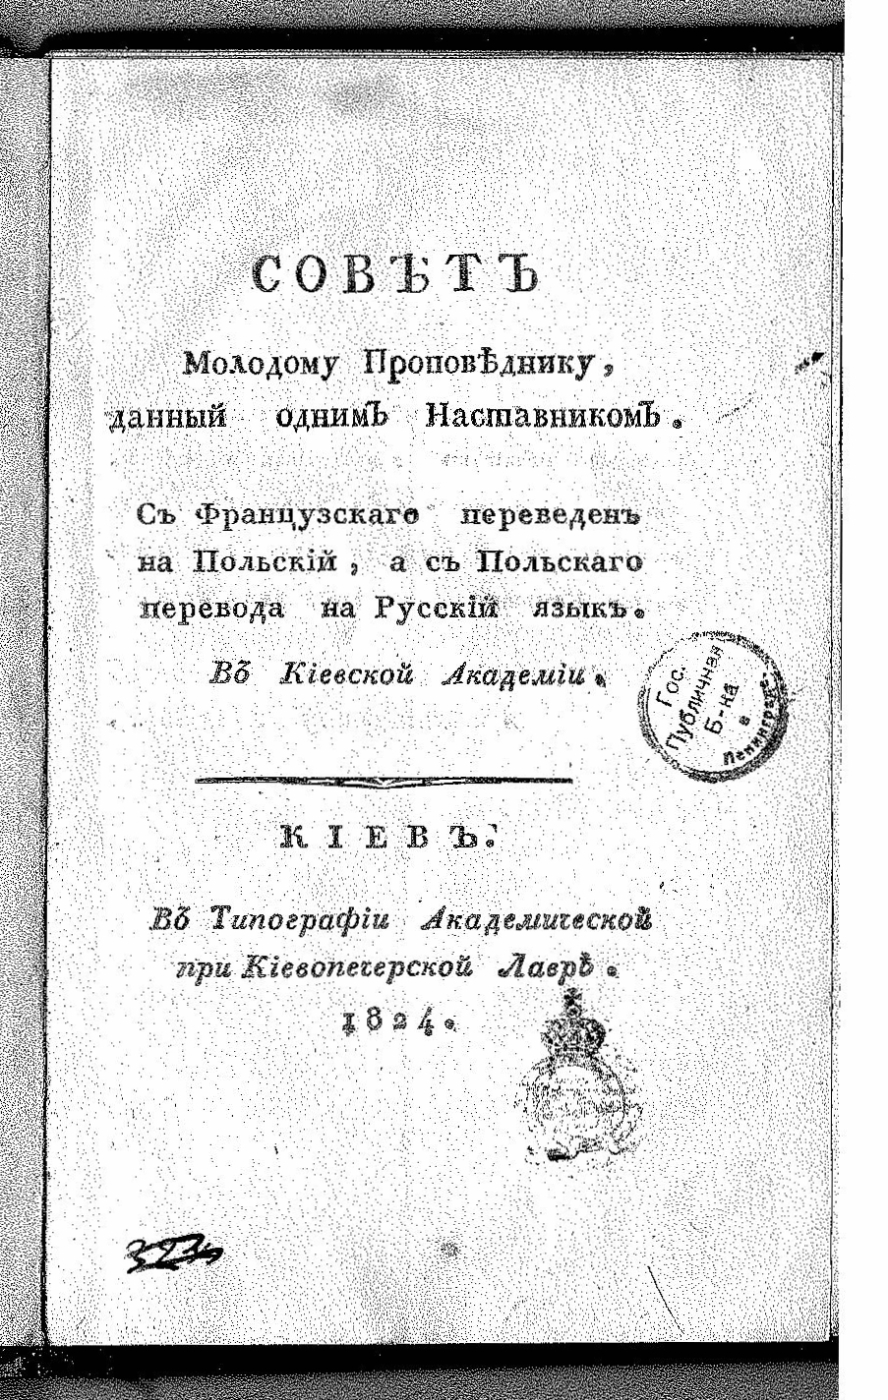 СОВѢТЪ
Молодому Проповѣднику,
данный однимЪ НаставникомЪ.
Съ Французскаго переведенъ
на Польскій, а съ Польскаго
перевода на Русскій языкъ.
Въ Кіевской Академіи.
Гос.
Публичная
Б-ка
в
Ленинграде.
КІЕВЪ.
Въ Типографіи Академической
при Кіевопечерской Лаврѣ.
1824.